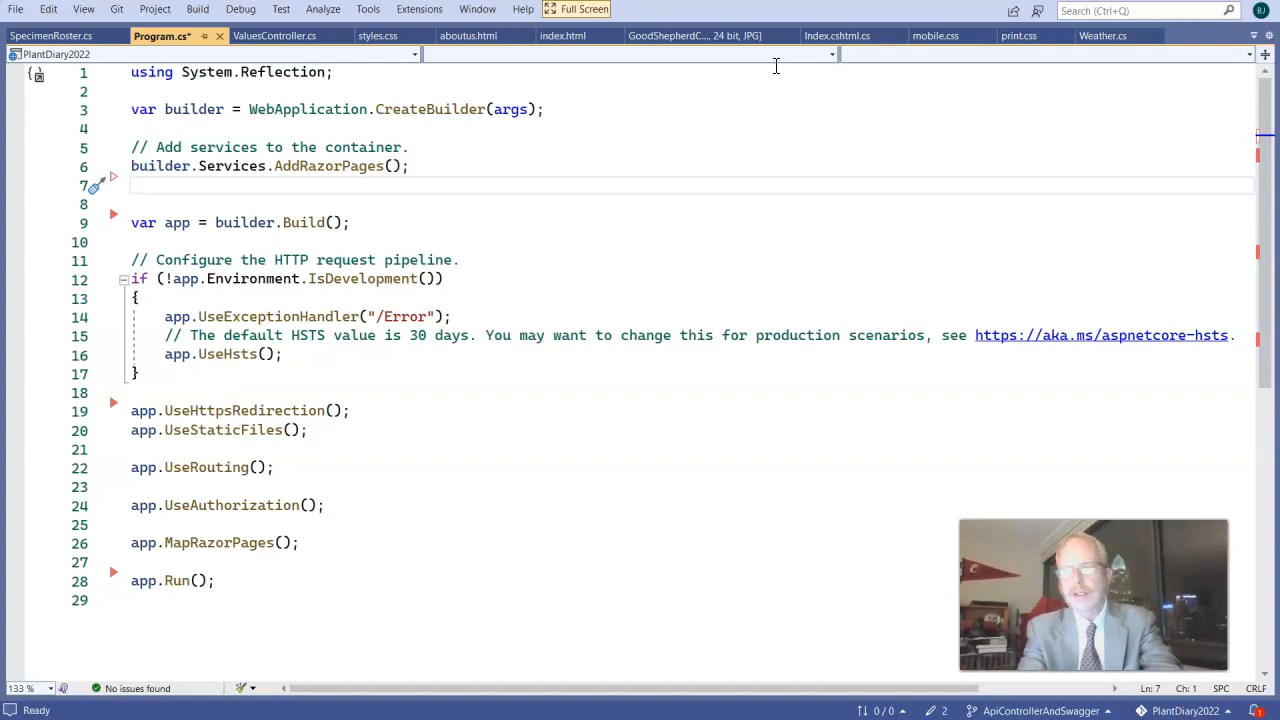 File Edit View Git Project Build Debug Test Analyze Tools Extensions Window Help Full Screen Search (Ctrl+Q) BJ
SpecimenRoster.cs Program.cs* ValuesController.cs styles.css aboutus.html index.html GoodShepherdC..., 24 bit, JPG] Index.cshtml.cs mobile.css print.css Weather.cs
PlantDiary2022
1 using System.Reflection;
2
3 var builder = WebApplication.CreateBuilder(args);
4
5 // Add services to the container.
6 builder.Services.AddRazorPages();
7
8
9 var app = builder.Build();
10
11 // Configure the HTTP request pipeline.
12 if (!app.Environment.IsDevelopment())
13 {
14 app.UseExceptionHandler("/Error");
15 // The default HSTS value is 30 days. You may want to change this for production scenarios, see https://aka.ms/aspnetcore-hsts.
16 app.UseHsts();
17 }
18
19 app.UseHttpsRedirection();
20 app.UseStaticFiles();
21
22 app.UseRouting();
23
24 app.UseAuthorization();
25
26 app.MapRazorPages();
27
28 app.Run();
29
133 % No issues found Ln: 7 Ch: 1 SPC CRLF
Ready 0 / 0 2 ApiControllerAndSwagger PlantDiary2022 1